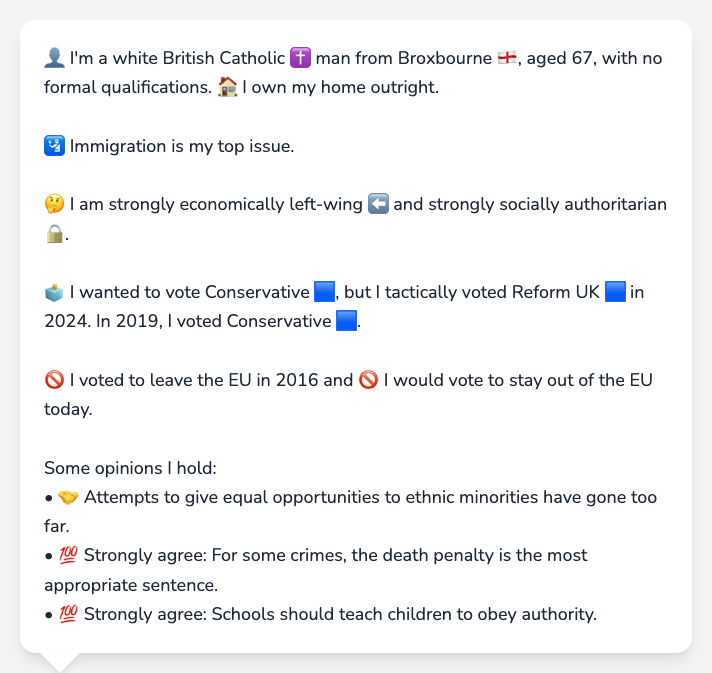 👤 I'm a white British Catholic ✝️ man from Broxbourne 🏴󠁧󠁢󠁥󠁮󠁧󠁿, aged 67, with no
formal qualifications. 🏠 I own my home outright.
🛂 Immigration is my top issue.
🤔 I am strongly economically left-wing ⬅️ and strongly socially authoritarian
🔒.
🗳️ I wanted to vote Conservative 🟦, but I tactically voted Reform UK 🟦 in
2024. In 2019, I voted Conservative 🟦.
🚫 I voted to leave the EU in 2016 and 🚫 I would vote to stay out of the EU
today.
Some opinions I hold:
• 🤝 Attempts to give equal opportunities to ethnic minorities have gone too
far.
• 💯 Strongly agree: For some crimes, the death penalty is the most
appropriate sentence.
• 💯 Strongly agree: Schools should teach children to obey authority.